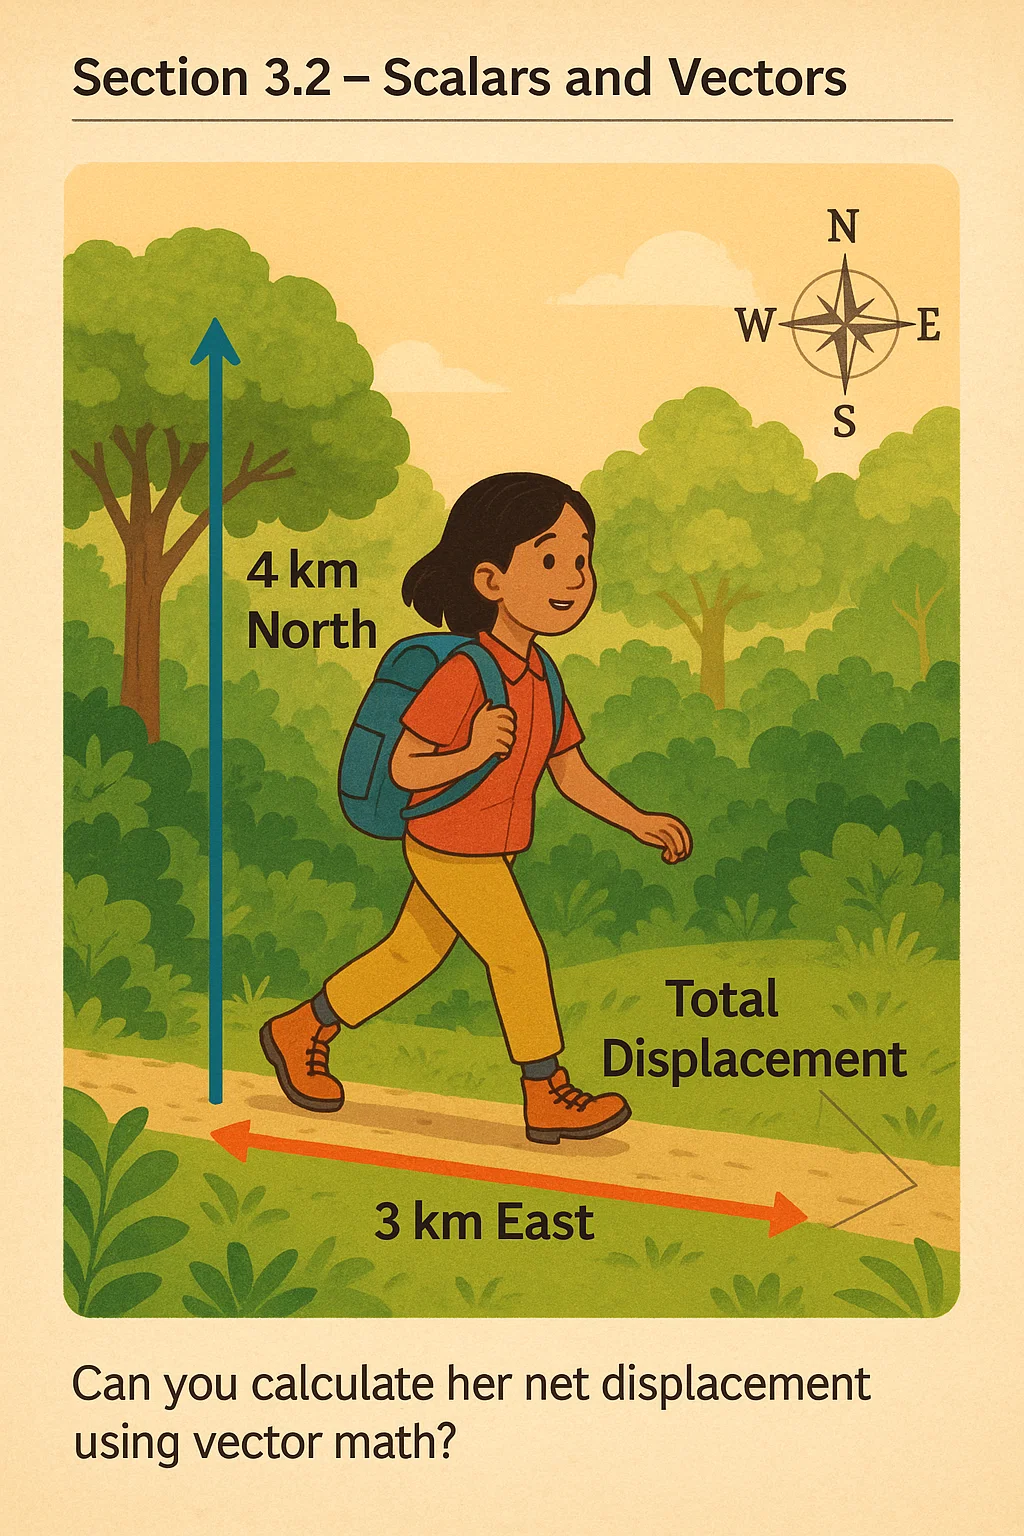 Section 3.2 – Scalars and Vectors
N
W
E
S
4 km
North
Total
Displacement
3 km East
Can you calculate her net displacement
using vector math?